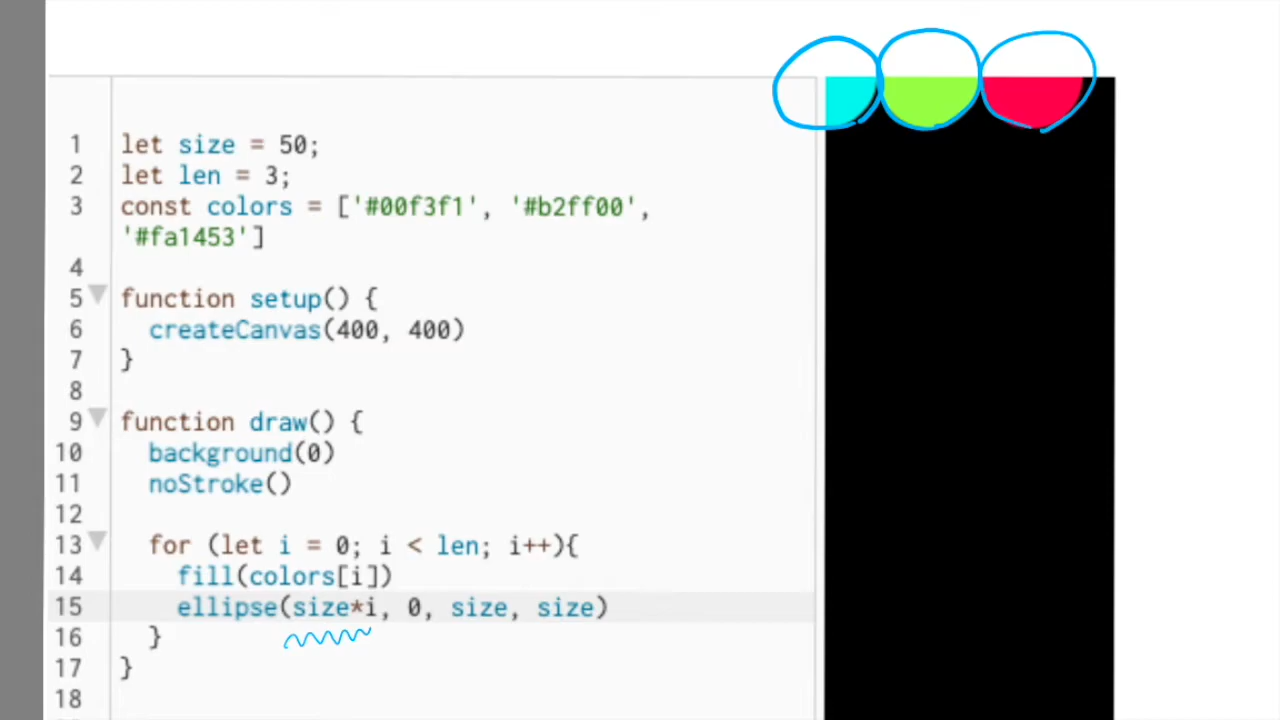 1 let size = 50;
2 let len = 3;
3 const colors = ['#00f3f1', '#b2ff00',
'#fa1453']
4
5 function setup() {
6 createCanvas(400, 400)
7 }
8
9 function draw() {
10 background(0)
11 noStroke()
12
13 for (let i = 0; i < len; i++){
14 fill(colors[i])
15 ellipse(size*i, 0, size, size)
16 }
17 }
18